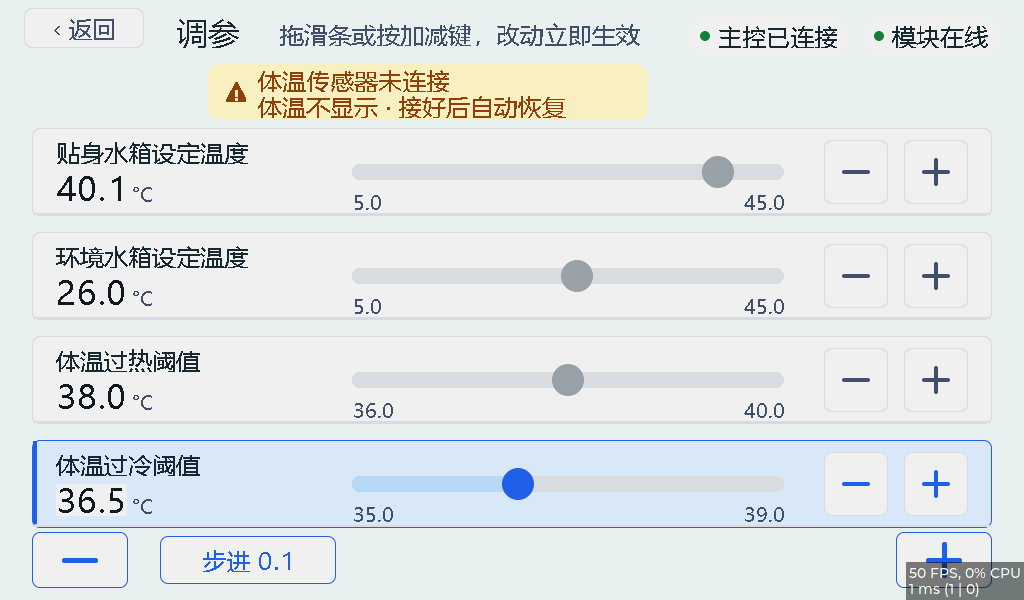 ‹ 返回
调参
拖滑条或按加减键，改动立即生效
主控已连接
模块在线
体温传感器未连接
体温不显示 · 接好后自动恢复
贴身水箱设定温度
40.1 °C
5.0
45.0
环境水箱设定温度
26.0 °C
5.0
45.0
体温过热阈值
38.0 °C
36.0
40.0
体温过冷阈值
36.5 °C
35.0
39.0
步进 0.1
50 FPS, 0% CPU
1 ms (1 | 0)